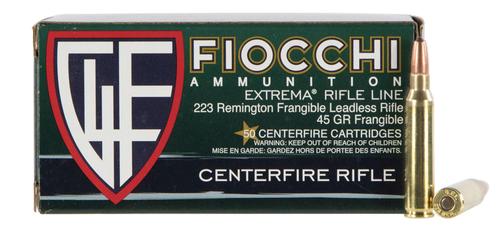 GFL
FIOCCHI
AMMUNITION
EXTREMA® RIFLE LINE
223 Remington Frangible Leadless Rifle
45 GR Frangible
50 CENTERFIRE CARTRIDGES
WARNING: KEEP OUT OF REACH OF CHILDREN
MISE EN GARDE: GARDEZ HORS DE PORTEE DES ENFANTS.
CENTERFIRE RIFLE